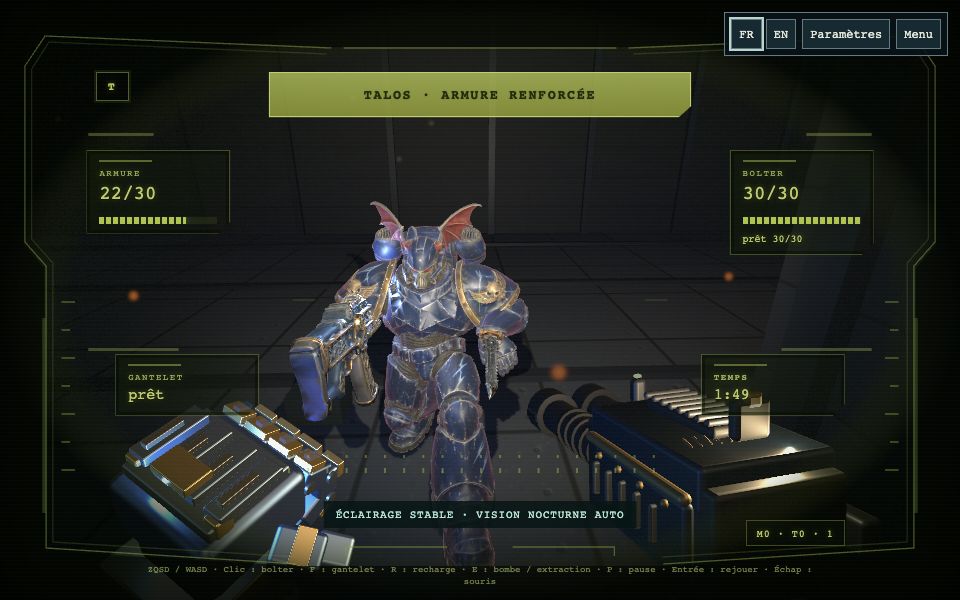 FR EN Paramètres Menu
T
TALOS · ARMURE RENFORCÉE
ARMURE
22/30
BOLTER
30/30
prêt 30/30
GANTELET
prêt
TEMPS
1:49
ÉCLAIRAGE STABLE · VISION NOCTURNE AUTO
M0 · T0 · 1
ZQSD / WASD · Clic : bolter · F : gantelet · R : recharge · E : bombe / extraction · P : pause · Entrée : rejouer · Échap :
souris